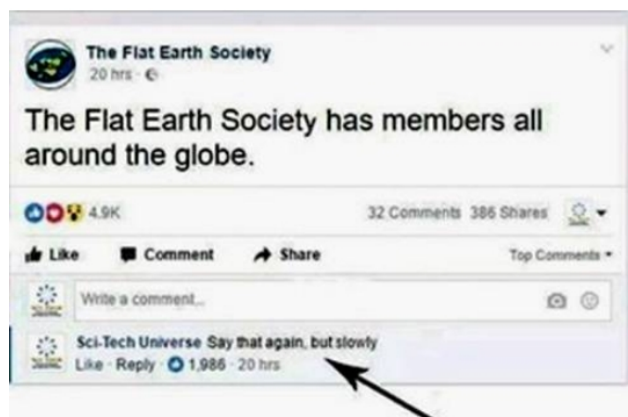 The Flat Earth Society
20 hrs ·
The Flat Earth Society has members all
around the globe.
4.9K 32 Comments 386 Shares
Like Comment Share Top Comments
Write a comment...
Sci-Tech Universe Say that again, but slowly
Like · Reply · 1,986 · 20 hrs